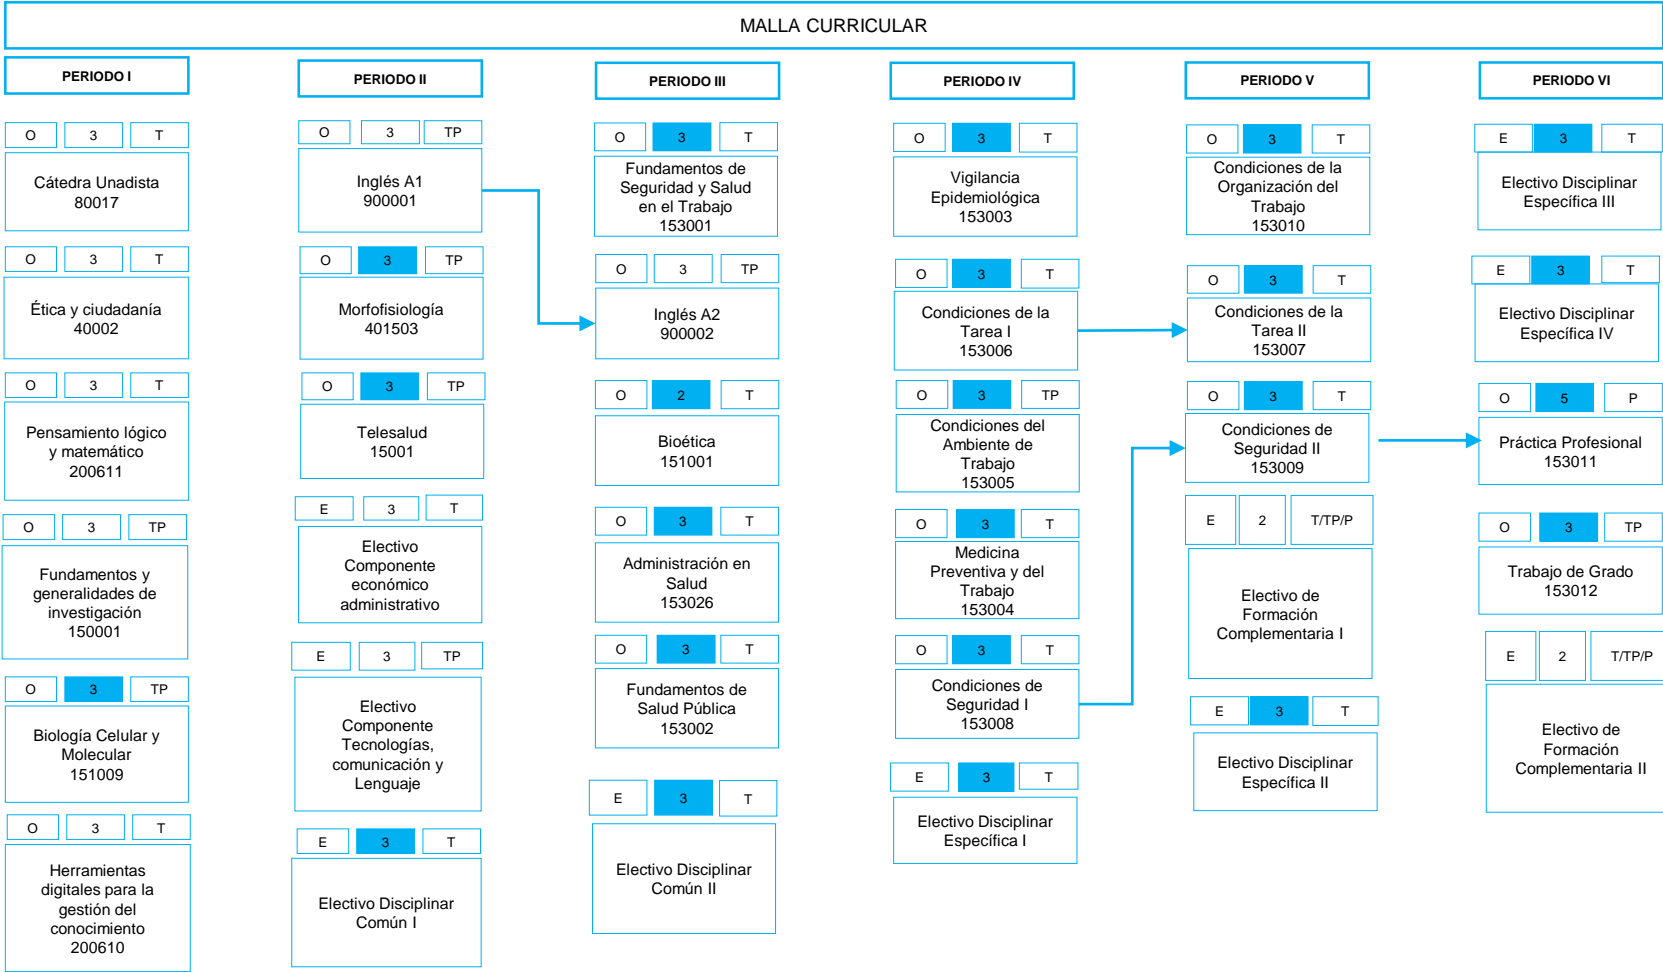 MALLA CURRICULAR
PERIODO I
O 3 T
Cátedra Unadista
80017
O 3 T
Ética y ciudadanía
40002
O 3 T
Pensamiento lógico
y matemático
200611
O 3 TP
Fundamentos y
generalidades de
investigación
150001
O 3 TP
Biología Celular y
Molecular
151009
O 3 T
Herramientas
digitales para la
gestión del
conocimiento
200610
PERIODO II
O 3 TP
Inglés A1
900001
O 3 TP
Morfofisiología
401503
O 3 TP
Telesalud
15001
E 3 T
Electivo
Componente
económico
administrativo
E 3 TP
Electivo
Componente
Tecnologías,
comunicación y
Lenguaje
E 3 T
Electivo Disciplinar
Común I
PERIODO III
O 3 T
Fundamentos de
Seguridad y Salud
en el Trabajo
153001
O 3 TP
Inglés A2
900002
O 2 T
Bioética
151001
O 3 T
Administración en
Salud
153026
O 3 T
Fundamentos de
Salud Pública
153002
E 3 T
Electivo Disciplinar
Común II
PERIODO IV
O 3 T
Vigilancia
Epidemiológica
153003
O 3 T
Condiciones de la
Tarea I
153006
O 3 TP
Condiciones del
Ambiente de
Trabajo
153005
O 3 T
Medicina
Preventiva y del
Trabajo
153004
O 3 T
Condiciones de
Seguridad I
153008
E 3 T
Electivo Disciplinar
Específica I
PERIODO V
O 3 T
Condiciones de la
Organización del
Trabajo
153010
O 3 T
Condiciones de la
Tarea II
153007
O 3 T
Condiciones de
Seguridad II
153009
E 2 T/TP/P
Electivo de
Formación
Complementaria I
E 3 T
Electivo Disciplinar
Específica II
PERIODO VI
E 3 T
Electivo Disciplinar
Específica III
E 3 T
Electivo Disciplinar
Específica IV
O 5 P
Práctica Profesional
153011
O 3 TP
Trabajo de Grado
153012
E 2 T/TP/P
Electivo de
Formación
Complementaria II